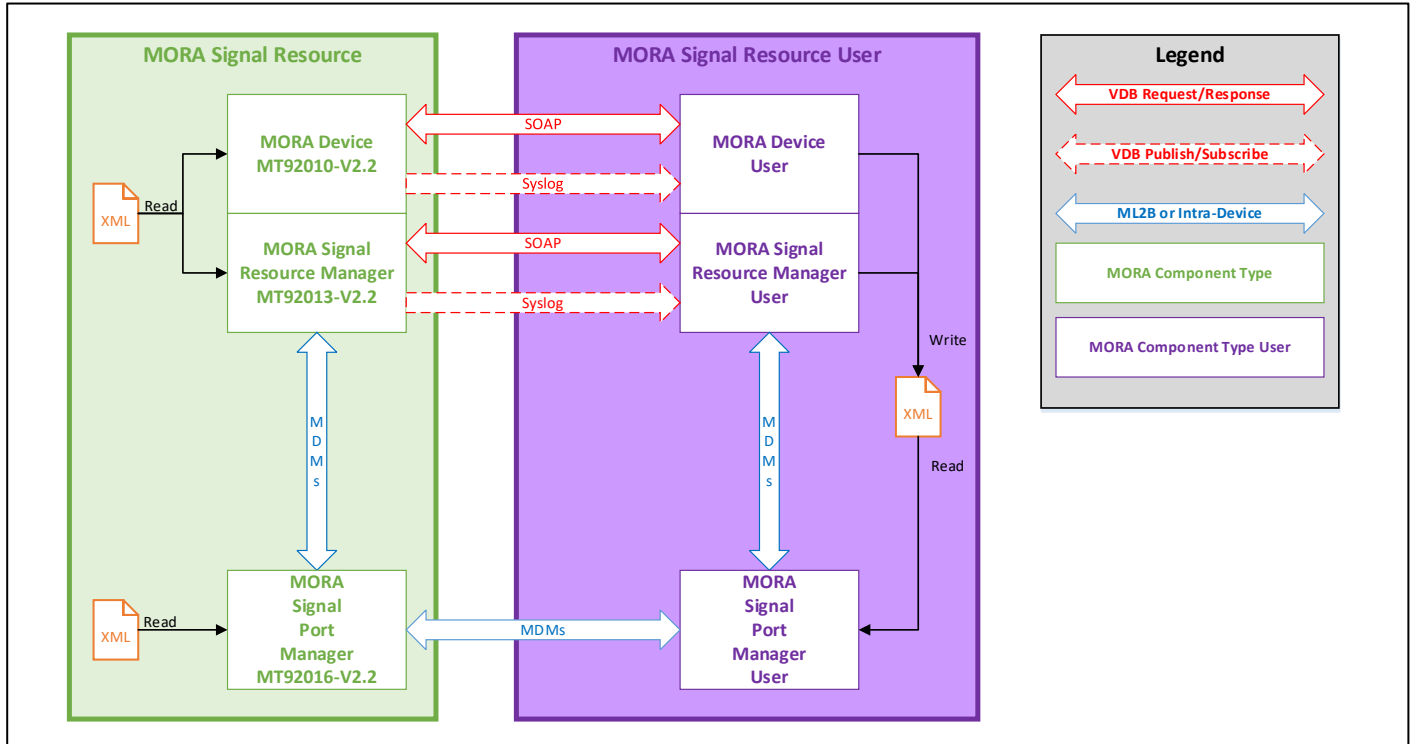 MORA Signal Resource
MORA Device
MT92010-V2.2
MORA Signal
Resource Manager
MT92013-V2.2
XML
Read
MDMs
MORA
Signal
Port
Manager
MT92016-V2.2
XML
Read
SOAP
Syslog
SOAP
Syslog
MDMs
MORA Signal Resource User
MORA Device
User
MORA Signal
Resource Manager
User
Write
XML
Read
MDMs
MORA
Signal
Port
Manager
User
Legend
VDB Request/Response
VDB Publish/Subscribe
ML2B or Intra-Device
MORA Component Type
MORA Component Type User